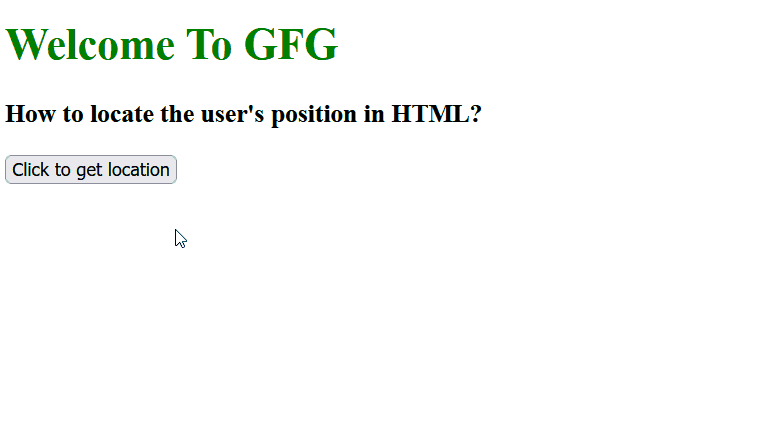 Welcome To GFG
How to locate the user's position in HTML?
Click to get location